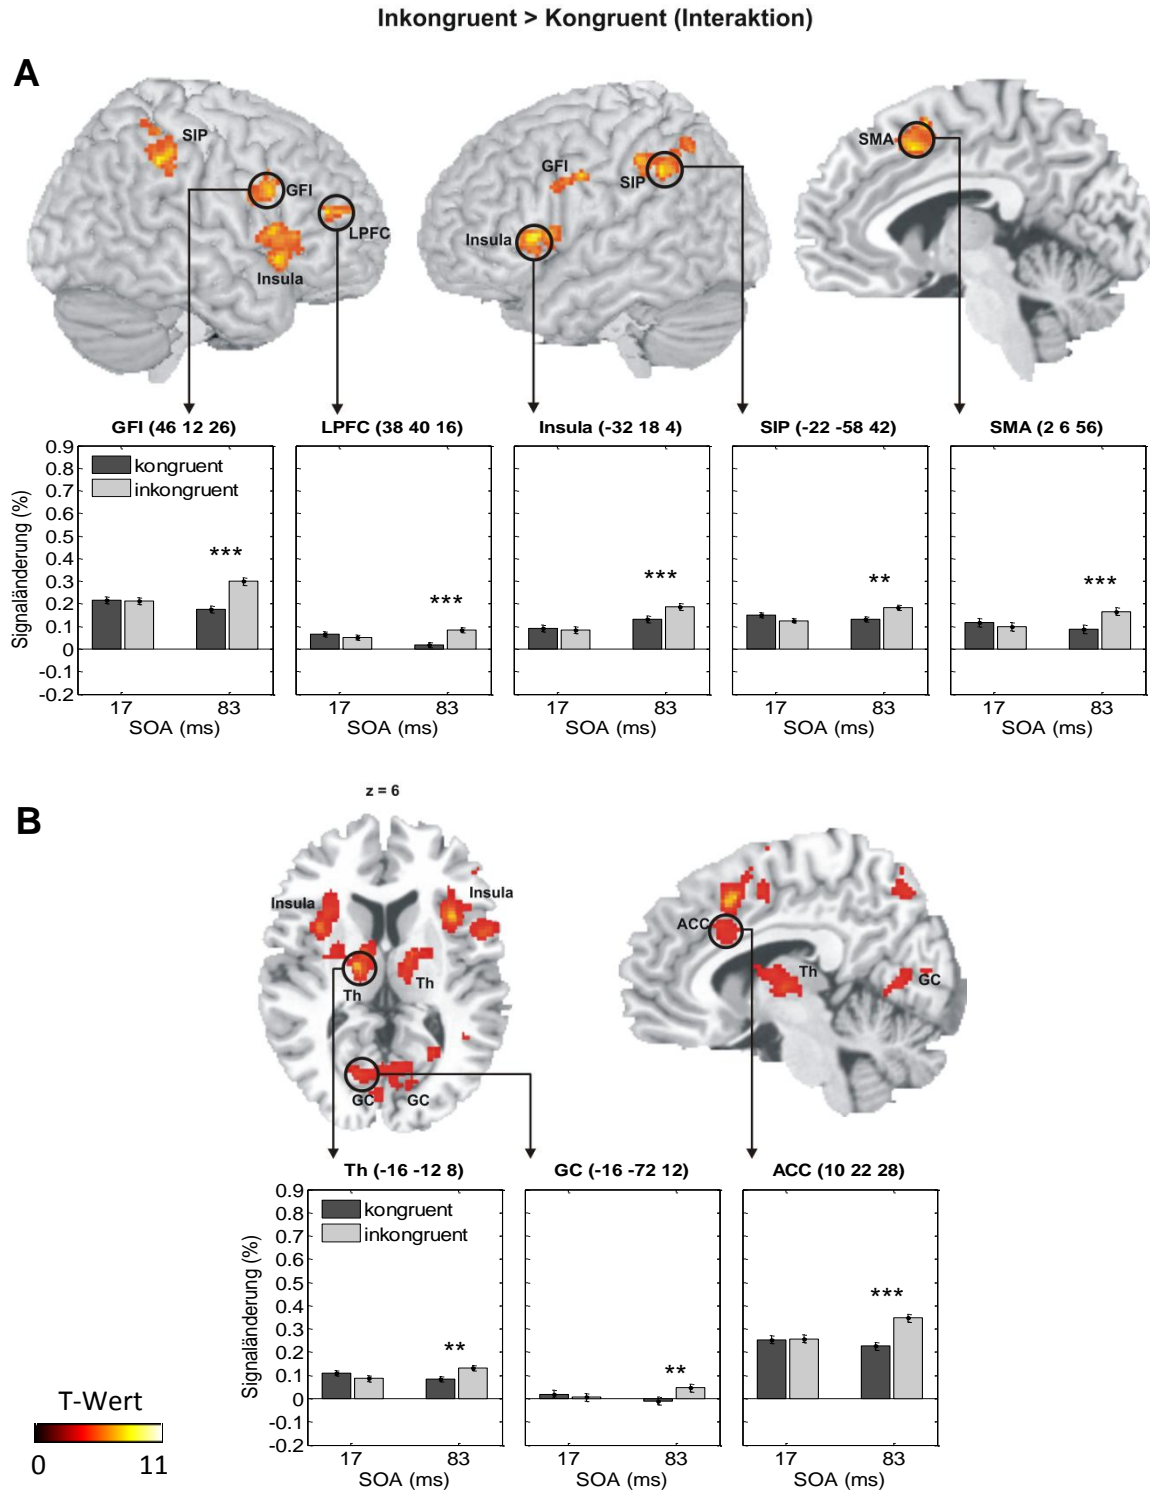 Inkongruent > Kongruent (Interaktion)
A
SIP
GFI
LPFC
Insula
GFI
SIP
Insula
SMA
GFI (46 12 26)
LPFC (38 40 16)
Insula (-32 18 4)
SIP (-22 -58 42)
SMA (2 6 56)
Signaländerung (%)
0.9
0.8
0.7
0.6
0.5
0.4
0.3
0.2
0.1
0
-0.1
-0.2
kongruent
inkongruent
***
***
***
**
***
17 83
17 83
17 83
17 83
17 83
SOA (ms)
SOA (ms)
SOA (ms)
SOA (ms)
SOA (ms)
B
z = 6
Insula
Insula
Th
Th
GC
GC
ACC
Th
GC
Th (-16 -12 8)
GC (-16 -72 12)
ACC (10 22 28)
Signaländerung (%)
0.9
0.8
0.7
0.6
0.5
0.4
0.3
0.2
0.1
0
-0.1
-0.2
kongruent
inkongruent
**
**
***
17 83
17 83
17 83
SOA (ms)
SOA (ms)
SOA (ms)
T-Wert
0 11